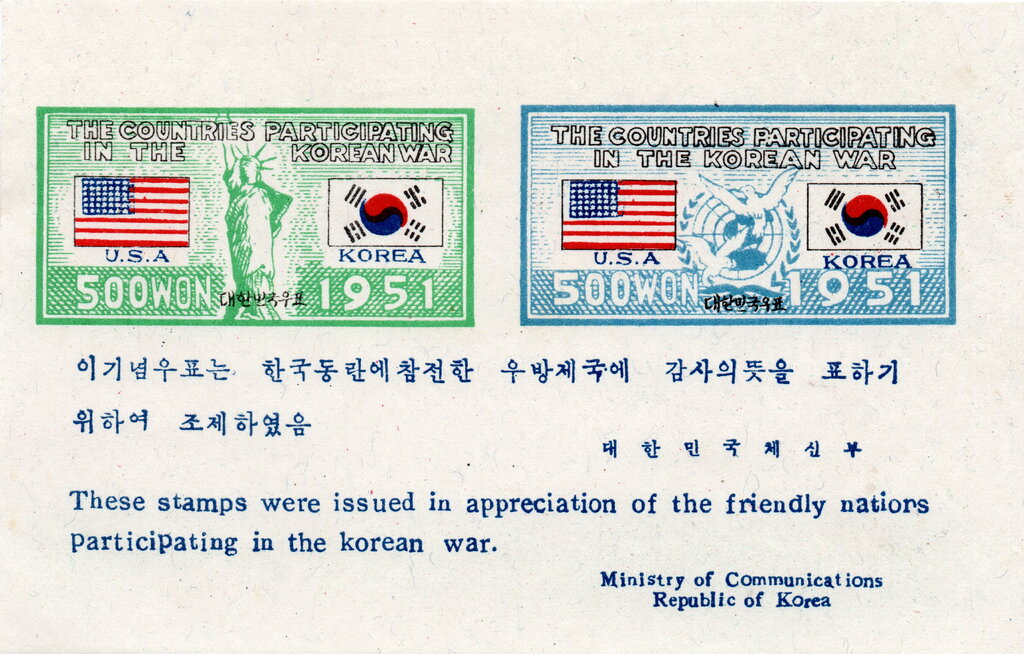 THE COUNTRIES PARTICIPATING
IN THE KOREAN WAR
U.S.A
KOREA
500WON
대한민국우표
1951
THE COUNTRIES PARTICIPATING
IN THE KOREAN WAR
U.S.A
KOREA
500WON
대한민국우표
1951
이기념우표는 한국동란에참전한 우방제국에 감사의뜻을 표하기
위하여 조제하였음
대한민국체신부
These stamps were issued in appreciation of the friendly nations
participating in the korean war.
Ministry of Communications
Republic of Korea